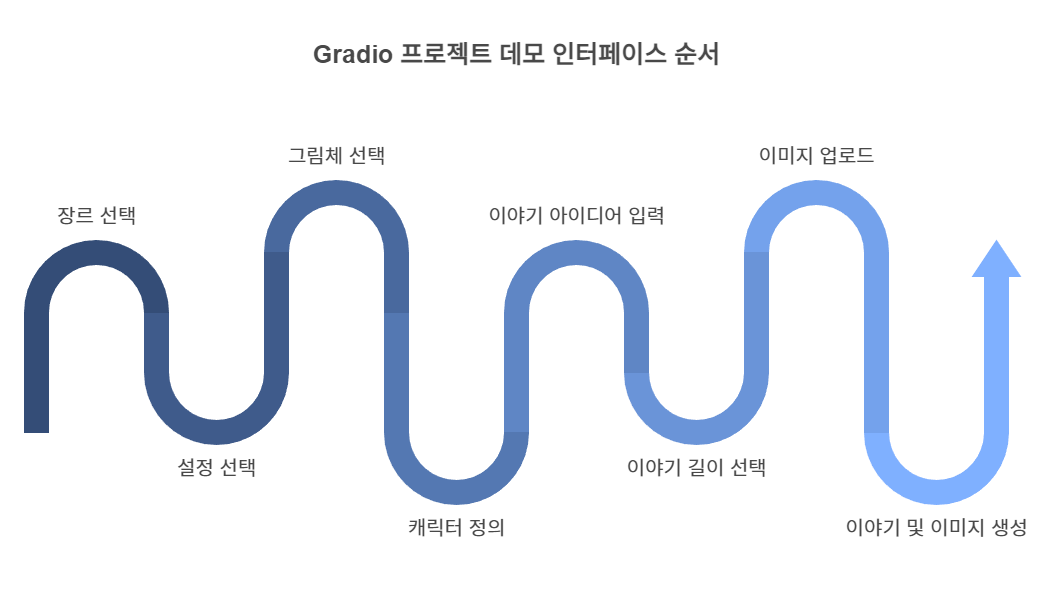 Gradio 프로젝트 데모 인터페이스 순서
장르 선택
설정 선택
그림체 선택
캐릭터 정의
이야기 아이디어 입력
이야기 길이 선택
이미지 업로드
이야기 및 이미지 생성